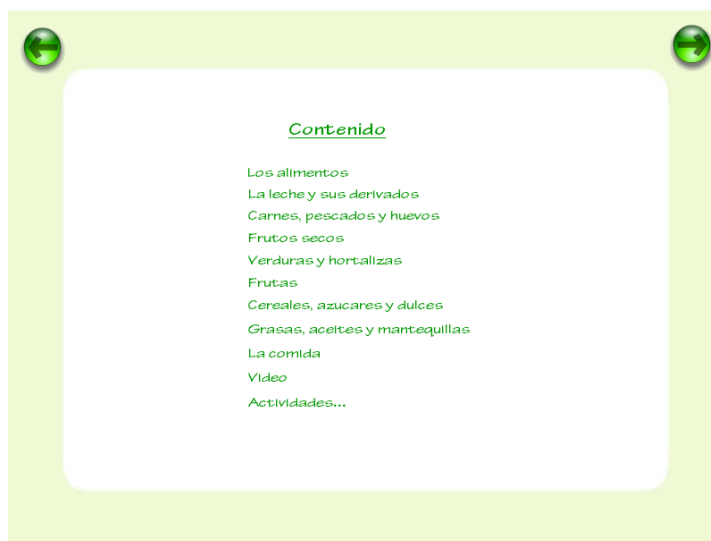 Contenido
Los alimentos
La leche y sus derivados
Carnes, pescados y huevos
Frutos secos
Verduras y hortalizas
Frutas
Cereales, azucares y dulces
Grasas, aceites y mantequillas
La comida
Video
Actividades...